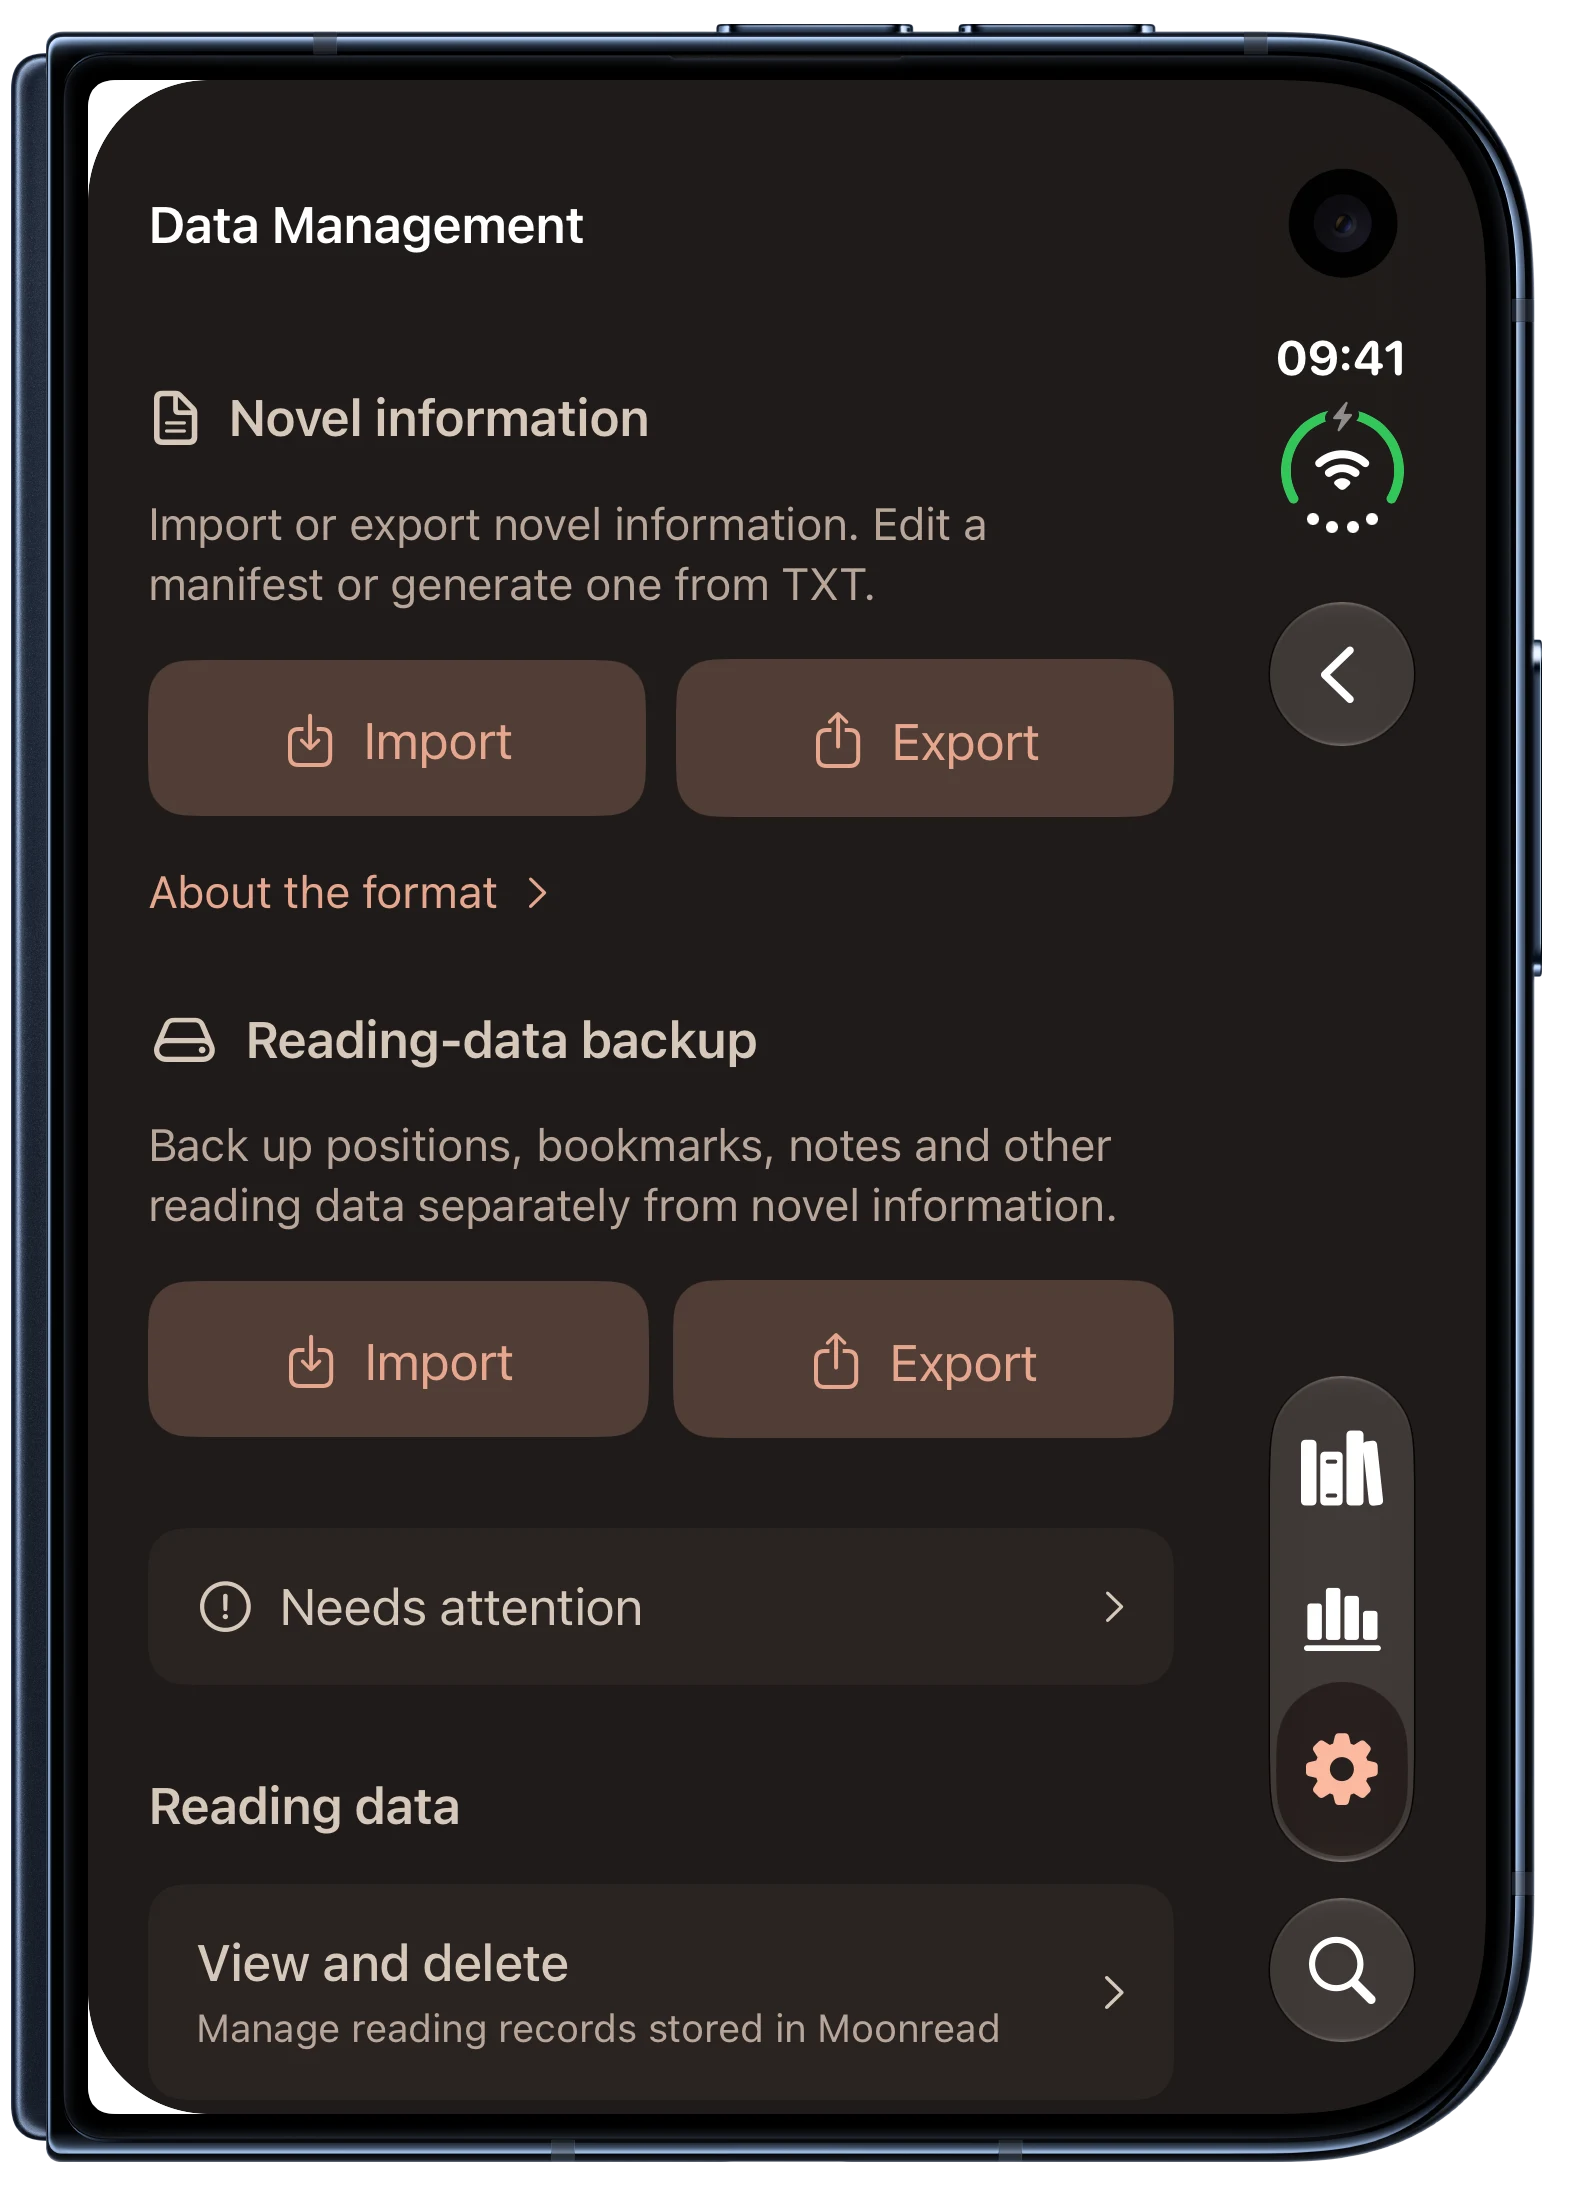 Data Management
09:41
Novel information
Import or export novel information. Edit a
manifest or generate one from TXT.
Import
Export
About the format
Reading-data backup
Back up positions, bookmarks, notes and other
reading data separately from novel information.
Import
Export
Needs attention
Reading data
View and delete
Manage reading records stored in Moonread